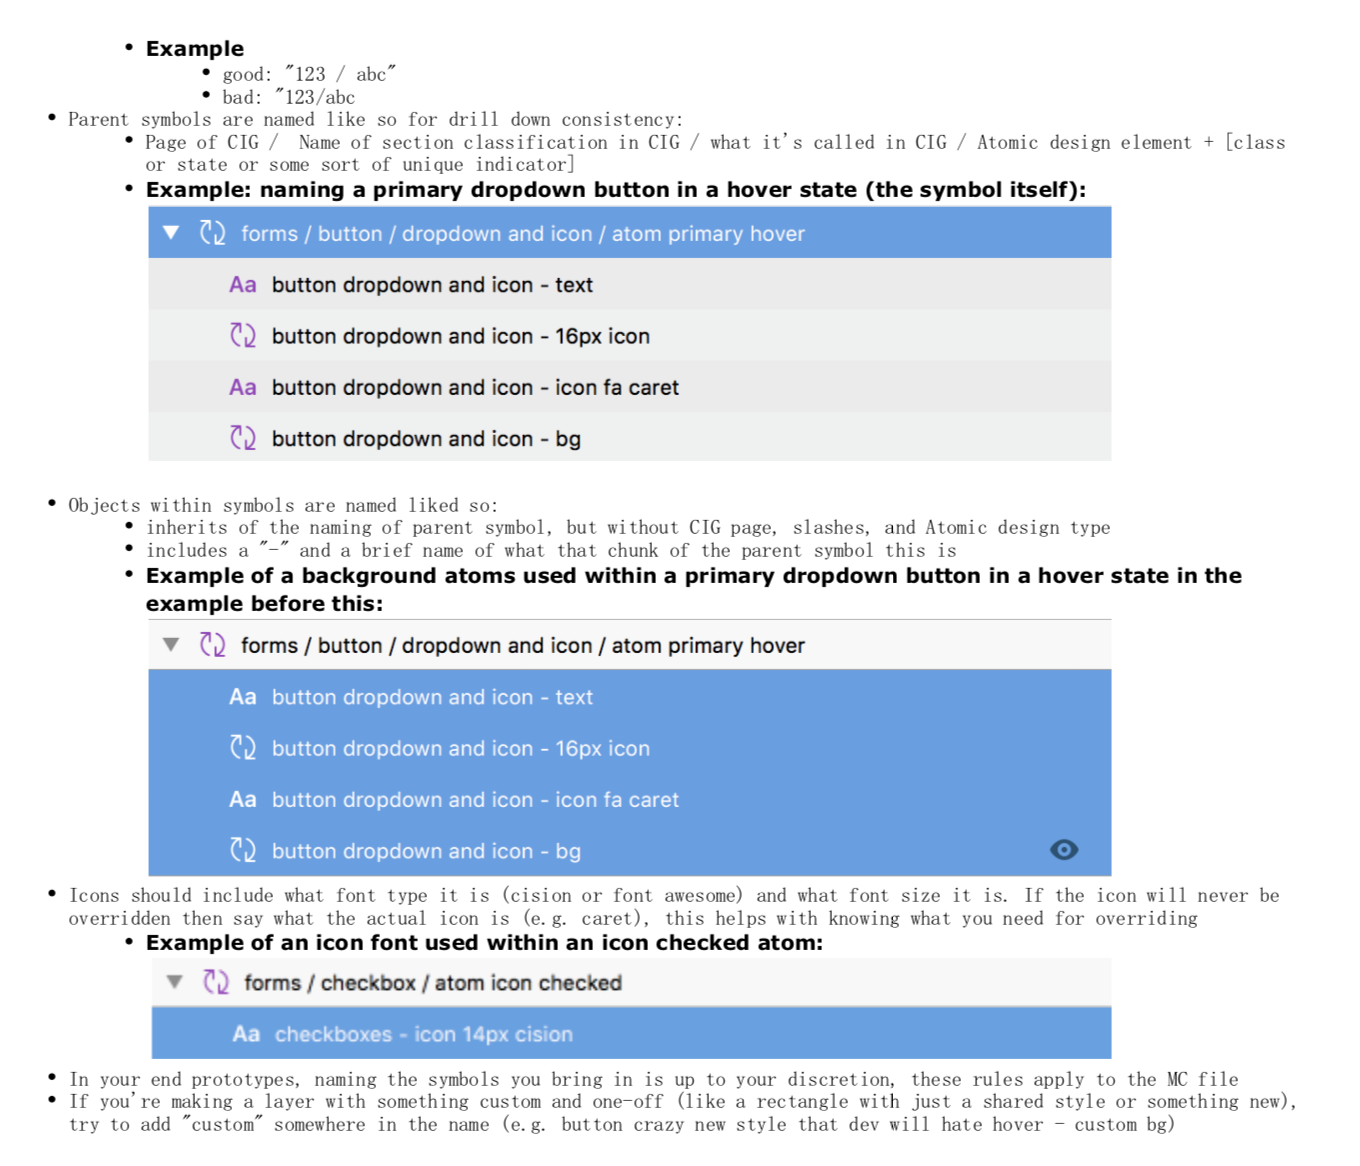 • Example
• good: "123 / abc"
• bad: "123/abc
• Parent symbols are named like so for drill down consistency:
• Page of CIG /  Name of section classification in CIG / what it's called in CIG / Atomic design element + [class
or state or some sort of unique indicator]
• Example: naming a primary dropdown button in a hover state (the symbol itself):
forms / button / dropdown and icon / atom primary hover
Aa button dropdown and icon - text
button dropdown and icon - 16px icon
Aa button dropdown and icon - icon fa caret
button dropdown and icon - bg
• Objects within symbols are named liked so:
• inherits of the naming of parent symbol, but without CIG page, slashes, and Atomic design type
• includes a "-" and a brief name of what that chunk of the parent symbol this is
• Example of a background atoms used within a primary dropdown button in a hover state in the
example before this:
forms / button / dropdown and icon / atom primary hover
Aa button dropdown and icon - text
button dropdown and icon - 16px icon
Aa button dropdown and icon - icon fa caret
button dropdown and icon - bg
• Icons should include what font type it is (cision or font awesome) and what font size it is. If the icon will never be
overridden then say what the actual icon is (e.g. caret), this helps with knowing what you need for overriding
• Example of an icon font used within an icon checked atom:
forms / checkbox / atom icon checked
Aa checkboxes - icon 14px cision
• In your end prototypes, naming the symbols you bring in is up to your discretion, these rules apply to the MC file
• If you're making a layer with something custom and one-off (like a rectangle with just a shared style or something new),
try to add "custom" somewhere in the name (e.g. button crazy new style that dev will hate hover - custom bg)